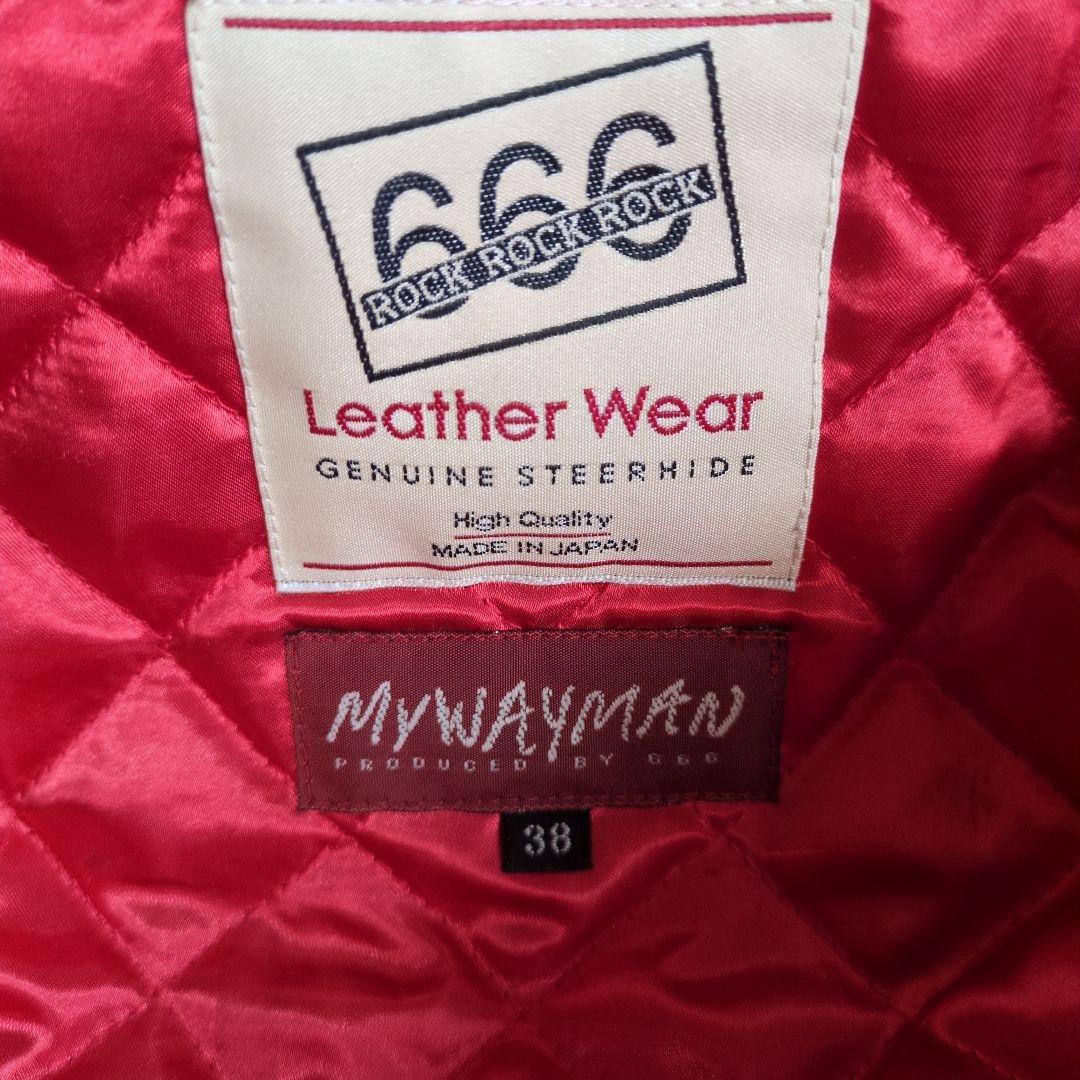 666
ROCK ROCK ROCK
Leather Wear
GENUINE STEERHIDE
High Quality
MADE IN JAPAN
MyWAYMAN
PRODUCED BY 666
38